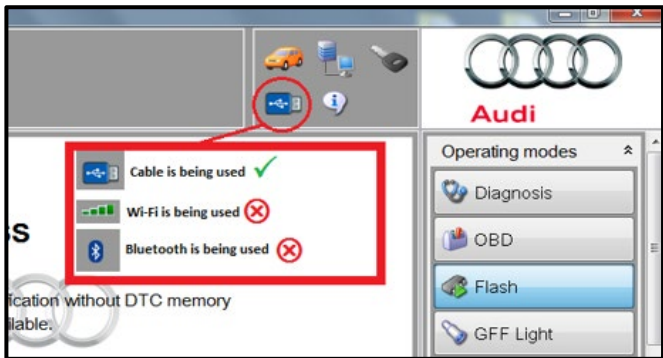 Audi
Cable is being used
Wi-Fi is being used
Bluetooth is being used
ss
fication without DTC memory
ilable.
Operating modes
Diagnosis
OBD
Flash
GFF Light